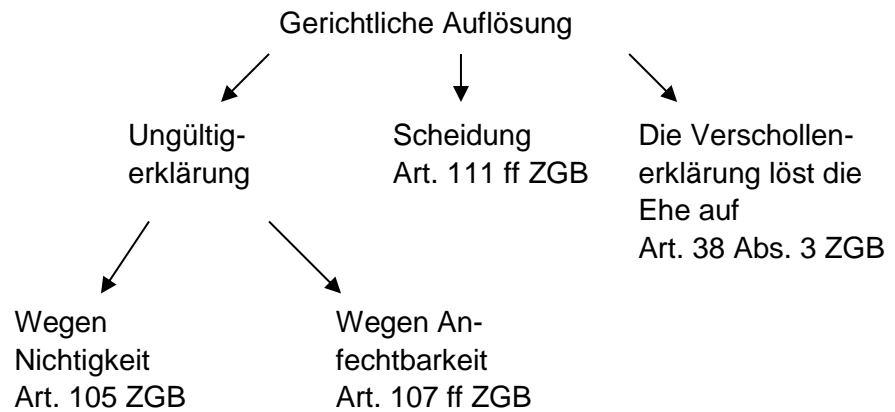 Gerichtliche Auflösung
Ungültig-
erklärung
Scheidung
Art. 111 ff ZGB
Die Verschollen-
erklärung löst die
Ehe auf
Art. 38 Abs. 3 ZGB
Wegen
Nichtigkeit
Art. 105 ZGB
Wegen An-
fechtbarkeit
Art. 107 ff ZGB